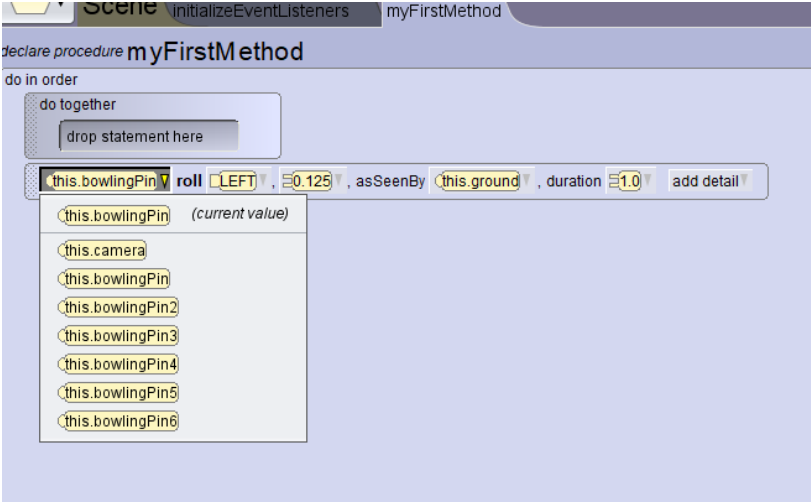 Scene initializeEventListeners myFirstMethod
declare procedure myFirstMethod
do in order
do together
drop statement here
this.bowlingPin roll LEFT , 0.125 , asSeenBy this.ground , duration 1.0 add detail
this.bowlingPin (current value)
this.camera
this.bowlingPin
this.bowlingPin2
this.bowlingPin3
this.bowlingPin4
this.bowlingPin5
this.bowlingPin6